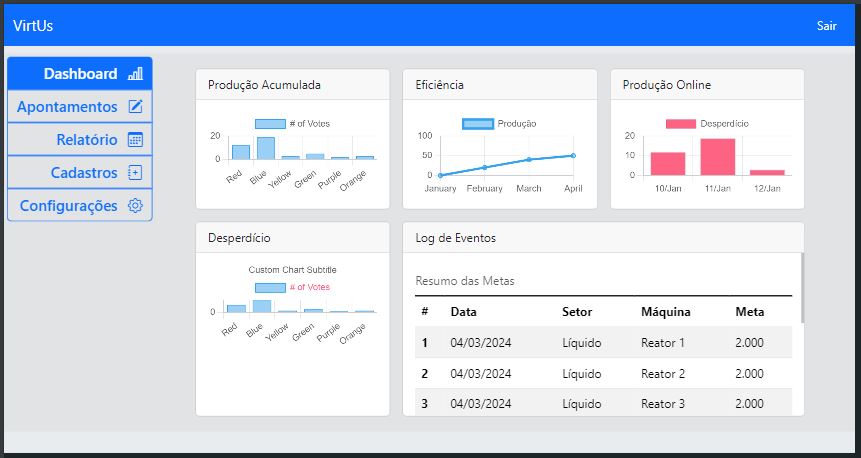 VirtUs
Sair
Dashboard
Apontamentos
Relatório
Cadastros
Configurações
Produção Acumulada
# of Votes
20
0
Red Blue Yellow Green Purple Orange
Eficiência
Produção
100
50
0
January February March April
Produção Online
Desperdício
20
10
0
10/Jan 11/Jan 12/Jan
Desperdício
Custom Chart Subtitle
# of Votes
0
Red Blue Yellow Green Purple Orange
Log de Eventos
Resumo das Metas
# Data Setor Máquina Meta
1 04/03/2024 Líquido Reator 1 2.000
2 04/03/2024 Líquido Reator 2 2.000
3 04/03/2024 Líquido Reator 3 2.000